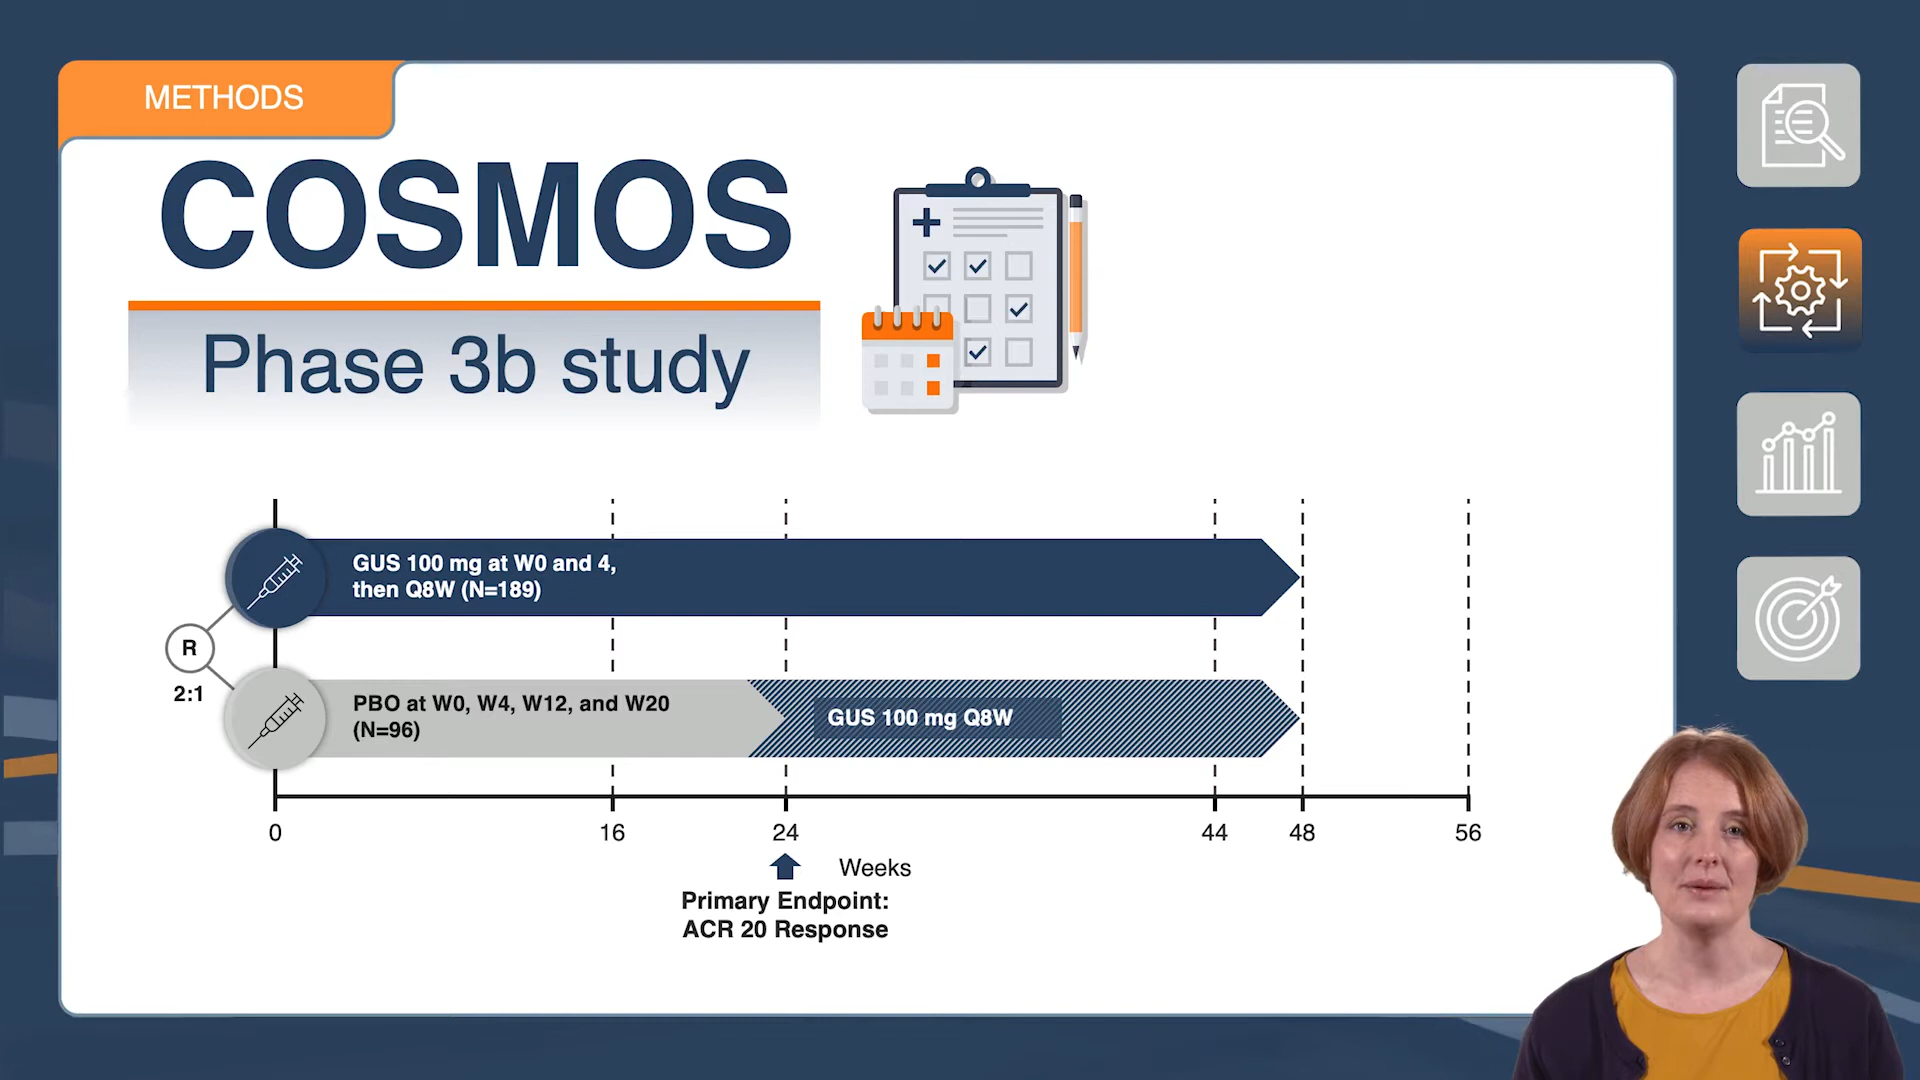 METHODS
COSMOS
Phase 3b study
GUS 100 mg at W0 and 4,
then Q8W (N=189)
R
2:1
PBO at W0, W4, W12, and W20
(N=96)
GUS 100 mg Q8W
0 16 24 44 48 56
Weeks
Primary Endpoint:
ACR 20 Response